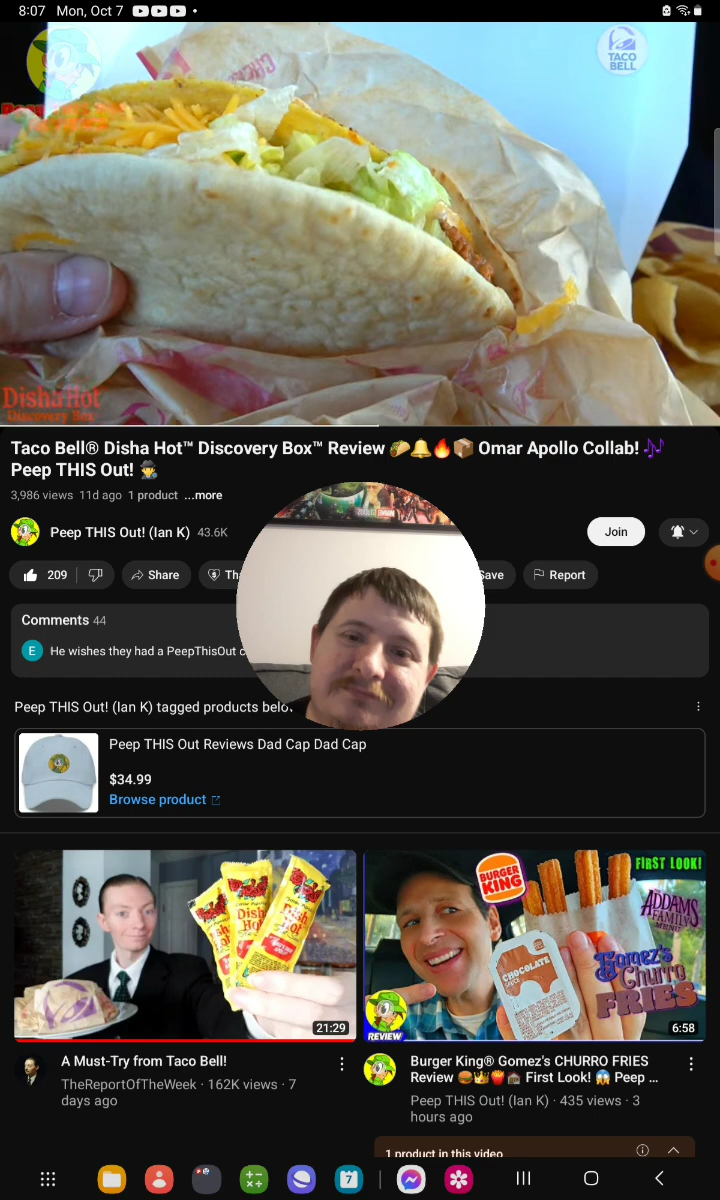 8:07 Mon, Oct 7
TACO
BELL
Disha Hot
Discovery Box
Taco Bell® Disha Hot™ Discovery Box™ Review 🌮🔔🔥📦 Omar Apollo Collab! 🎶
Peep THIS Out! 🕵️
3,986 views 11d ago 1 product ...more
Peep THIS Out! (Ian K) 43.6K
Join
209
Share
Th
Save
Report
Comments 44
E
He wishes they had a PeepThisOut c
Peep THIS Out! (Ian K) tagged products belo
Peep THIS Out Reviews Dad Cap Dad Cap
$34.99
Browse product
Disha Hot
21:29
FIRST LOOK!
BURGER
KING
ADDAMS
FAMILY
MENU
Gomez's
Churro
FRIES
CHOCOLATE
SAUCE
REVIEW
6:58
A Must-Try from Taco Bell!
TheReportOfTheWeek · 162K views · 7
days ago
Burger King® Gomez's CHURRO FRIES
Review 🍔👑🍟🏚️ First Look! 😱 Peep ...
Peep THIS Out! (Ian K) · 435 views · 3
hours ago
1 product in this video
7